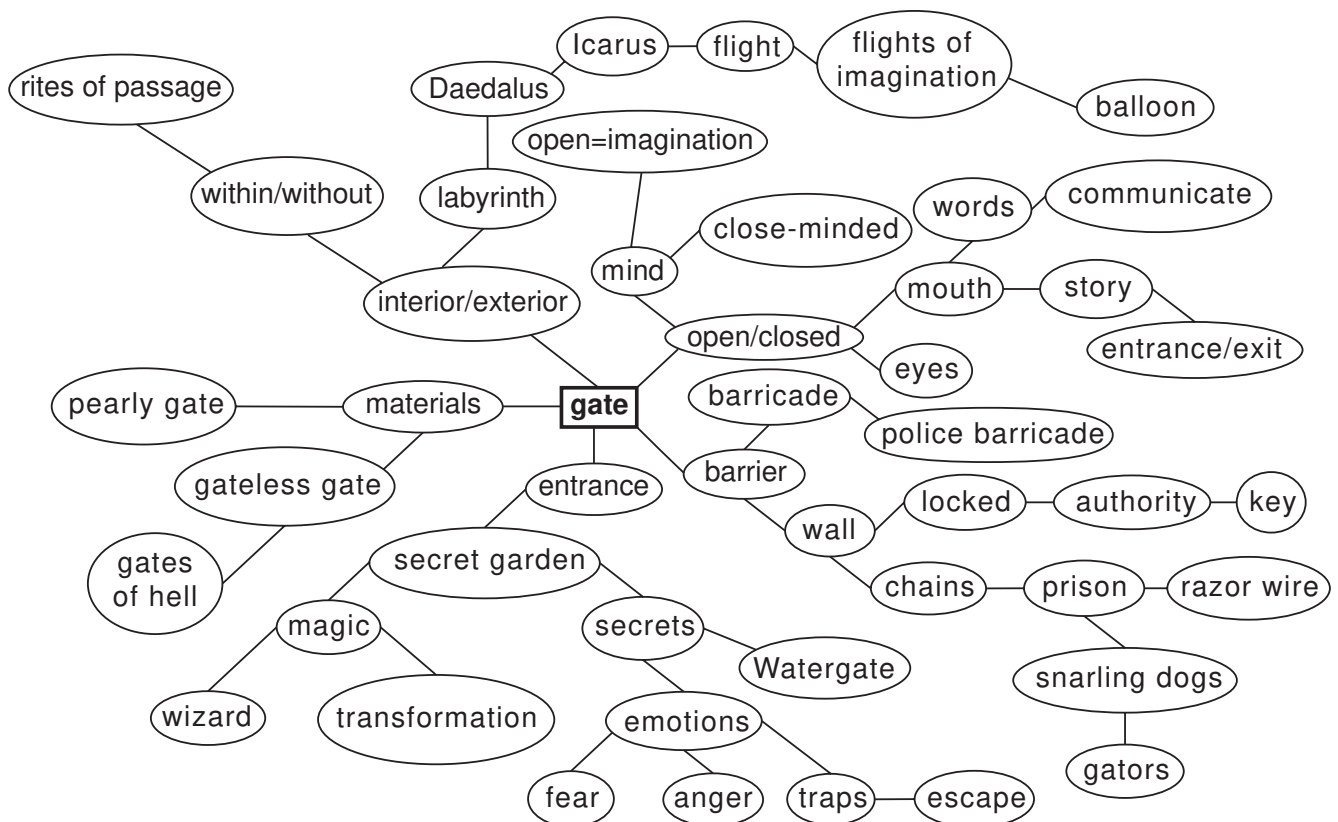 Icarus
flight
flights of
imagination
rites of passage
Daedalus
balloon
open=imagination
within/without
labyrinth
words
communicate
close-minded
mind
interior/exterior
mouth
story
open/closed
entrance/exit
eyes
pearly gate
materials
gate
barricade
police barricade
gateless gate
entrance
barrier
locked
authority
key
wall
gates
of hell
secret garden
chains
prison
razor wire
magic
secrets
Watergate
snarling dogs
wizard
transformation
emotions
gators
fear
anger
traps
escape